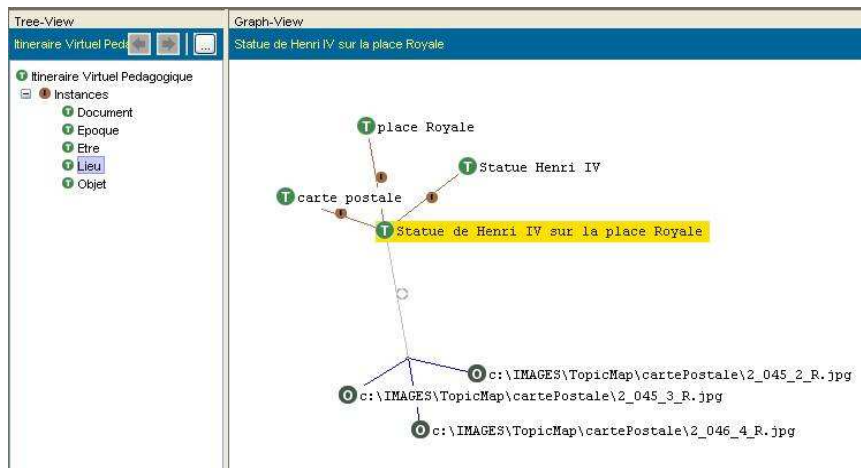 Tree-View
Itineraire Virtuel Ped
...
Itineraire Virtuel Pedagogique
Instances
Document
Epoque
Etre
Lieu
Objet
Graph-View
Statue de Henri IV sur la place Royale
T place Royale
T Statue Henri IV
T carte postale
T Statue de Henri IV sur la place Royale
O c:\IMAGES\TopicMap\cartePostale\2_045_2_R.jpg
O c:\IMAGES\TopicMap\cartePostale\2_045_3_R.jpg
O c:\IMAGES\TopicMap\cartePostale\2_046_4_R.jpg